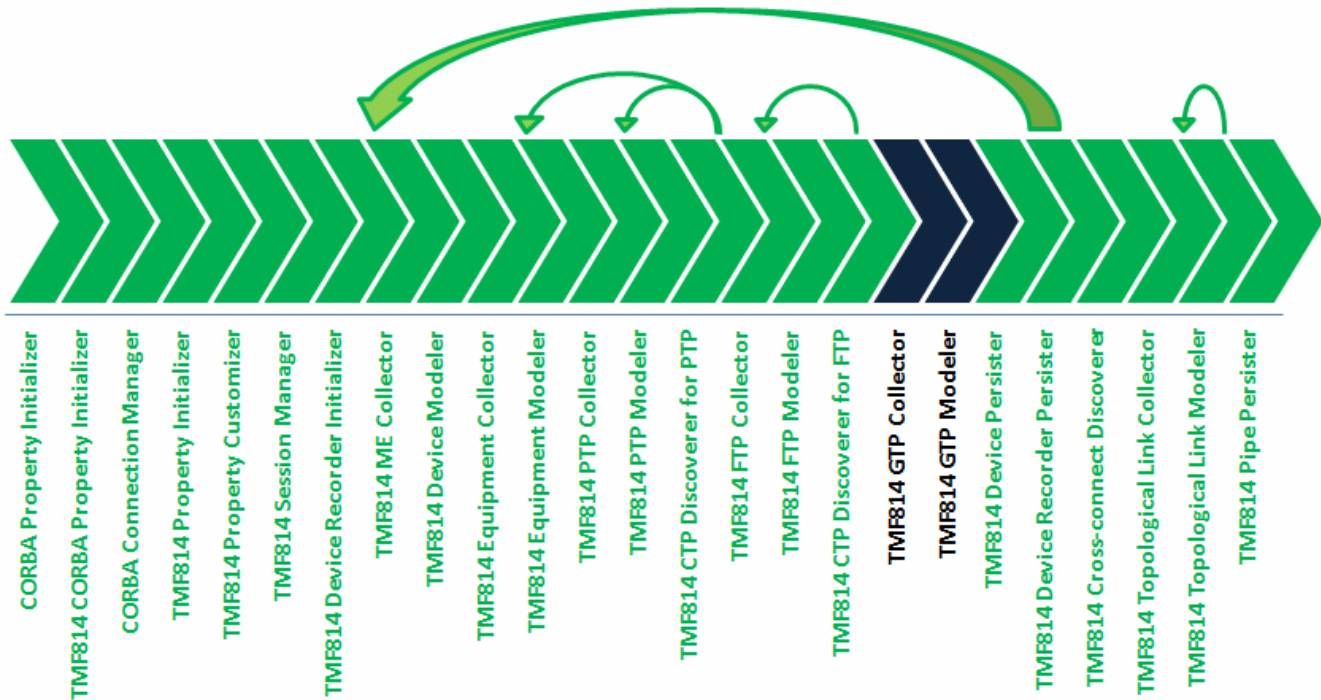 CORBA Property Initializer
TMF814 CORBA Property Initializer
CORBA Connection Manager
TMF814 Property Initializer
TMF814 Property Customizer
TMF814 Session Manager
TMF814 Device Recorder Initializer
TMF814 ME Collector
TMF814 Device Modeler
TMF814 Equipment Collector
TMF814 Equipment Modeler
TMF814 PTP Collector
TMF814 PTP Modeler
TMF814 CTP Discoverer for PTP
TMF814 FTP Collector
TMF814 FTP Modeler
TMF814 CTP Discoverer for FTP
TMF814 GTP Collector
TMF814 GTP Modeler
TMF814 Device Persister
TMF814 Device Recorder Persister
TMF814 Cross-connect Discoverer
TMF814 Topological Link Collector
TMF814 Topological Link Modeler
TMF814 Pipe Persister